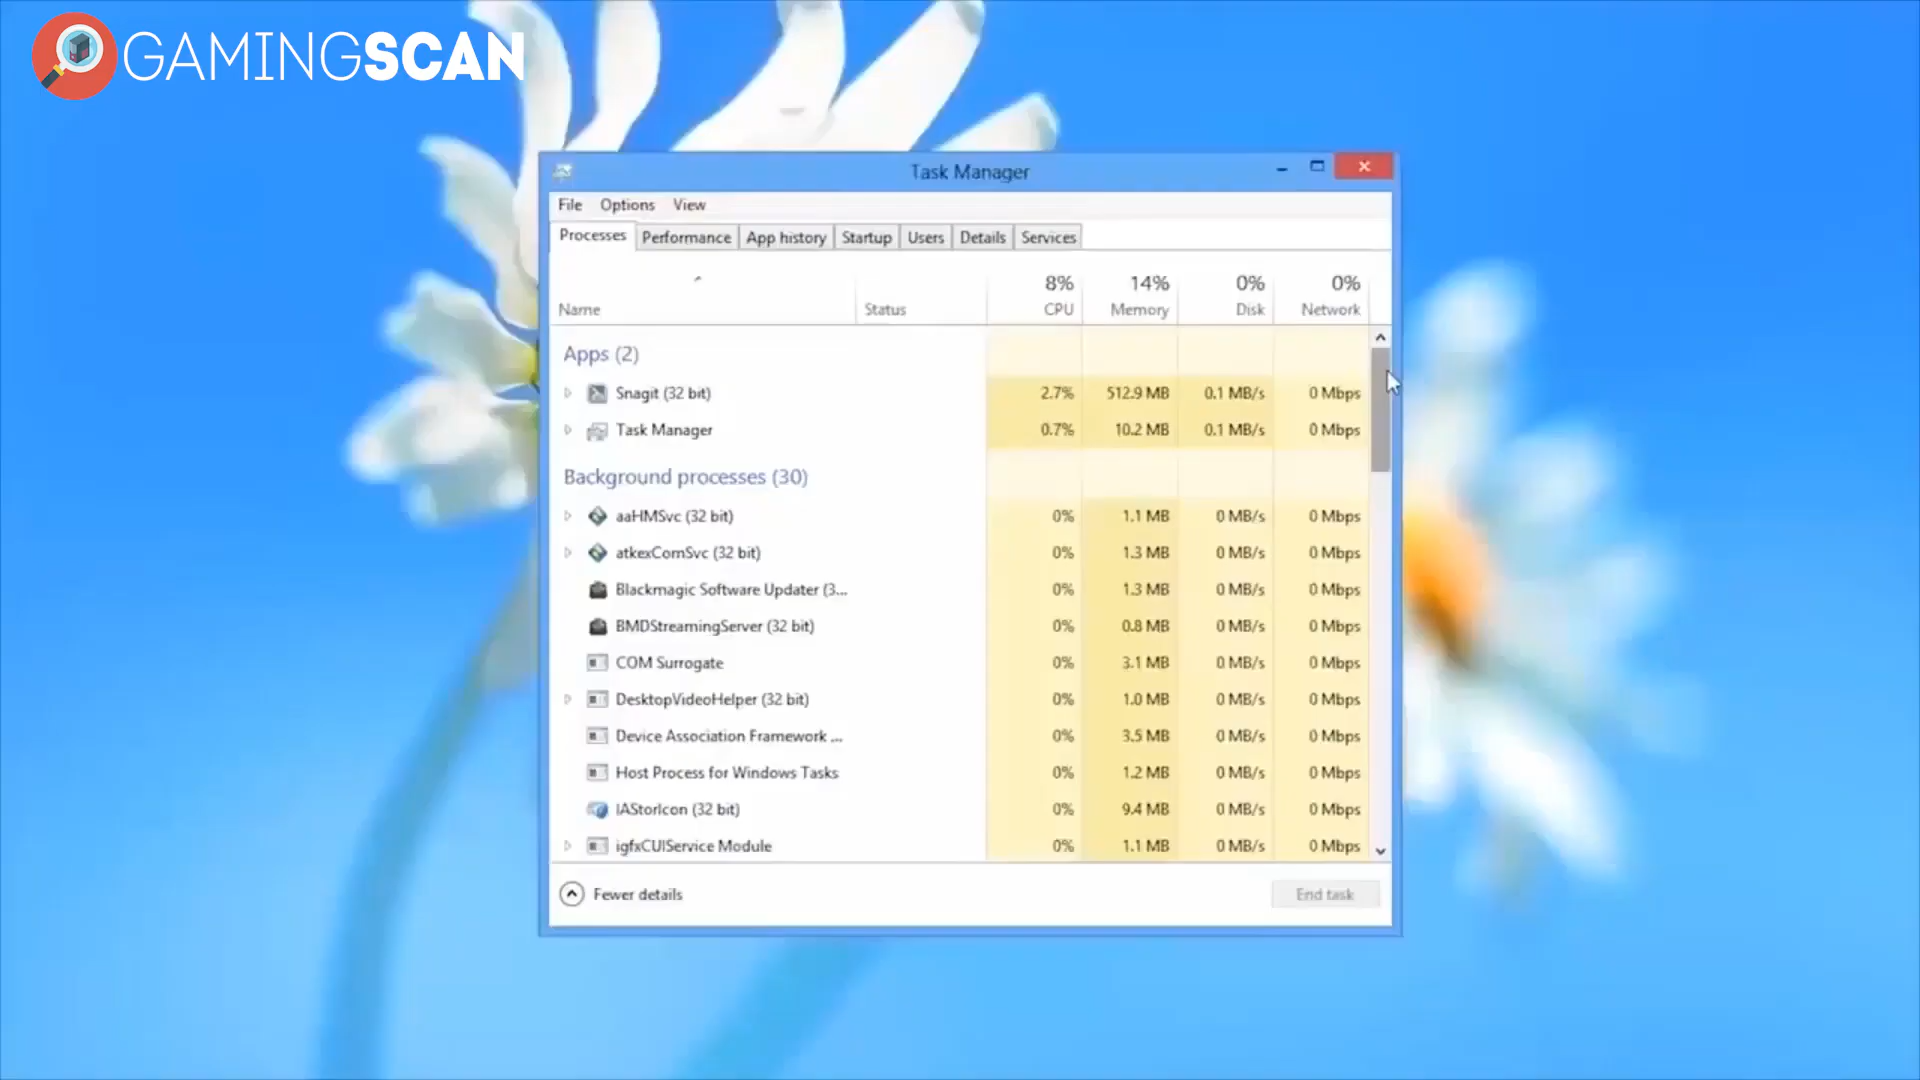 GAMINGSCAN
Task Manager
File Options View
Processes Performance App history Startup Users Details Services
8% 14% 0% 0%
Name Status CPU Memory Disk Network
Apps (2)
Snagit (32 bit) 2.7% 512.9 MB 0.1 MB/s 0 Mbps
Task Manager 0.7% 10.2 MB 0.1 MB/s 0 Mbps
Background processes (30)
aaHMSvc (32 bit) 0% 1.1 MB 0 MB/s 0 Mbps
atkexComSvc (32 bit) 0% 1.3 MB 0 MB/s 0 Mbps
Blackmagic Software Updater (3... 0% 1.3 MB 0 MB/s 0 Mbps
BMDStreamingServer (32 bit) 0% 0.8 MB 0 MB/s 0 Mbps
COM Surrogate 0% 3.1 MB 0 MB/s 0 Mbps
DesktopVideoHelper (32 bit) 0% 1.0 MB 0 MB/s 0 Mbps
Device Association Framework ... 0% 3.5 MB 0 MB/s 0 Mbps
Host Process for Windows Tasks 0% 1.2 MB 0 MB/s 0 Mbps
IAStorIcon (32 bit) 0% 9.4 MB 0 MB/s 0 Mbps
igfxCUIService Module 0% 1.1 MB 0 MB/s 0 Mbps
Fewer details End task